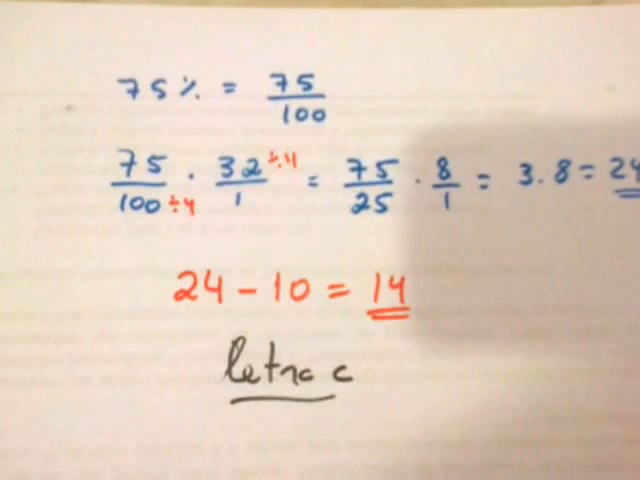 75% = 75/100
75/100 ÷4 · 32/1 ÷4 = 75/25 · 8/1 = 3.8 = 24
24 - 10 = 14
letra c